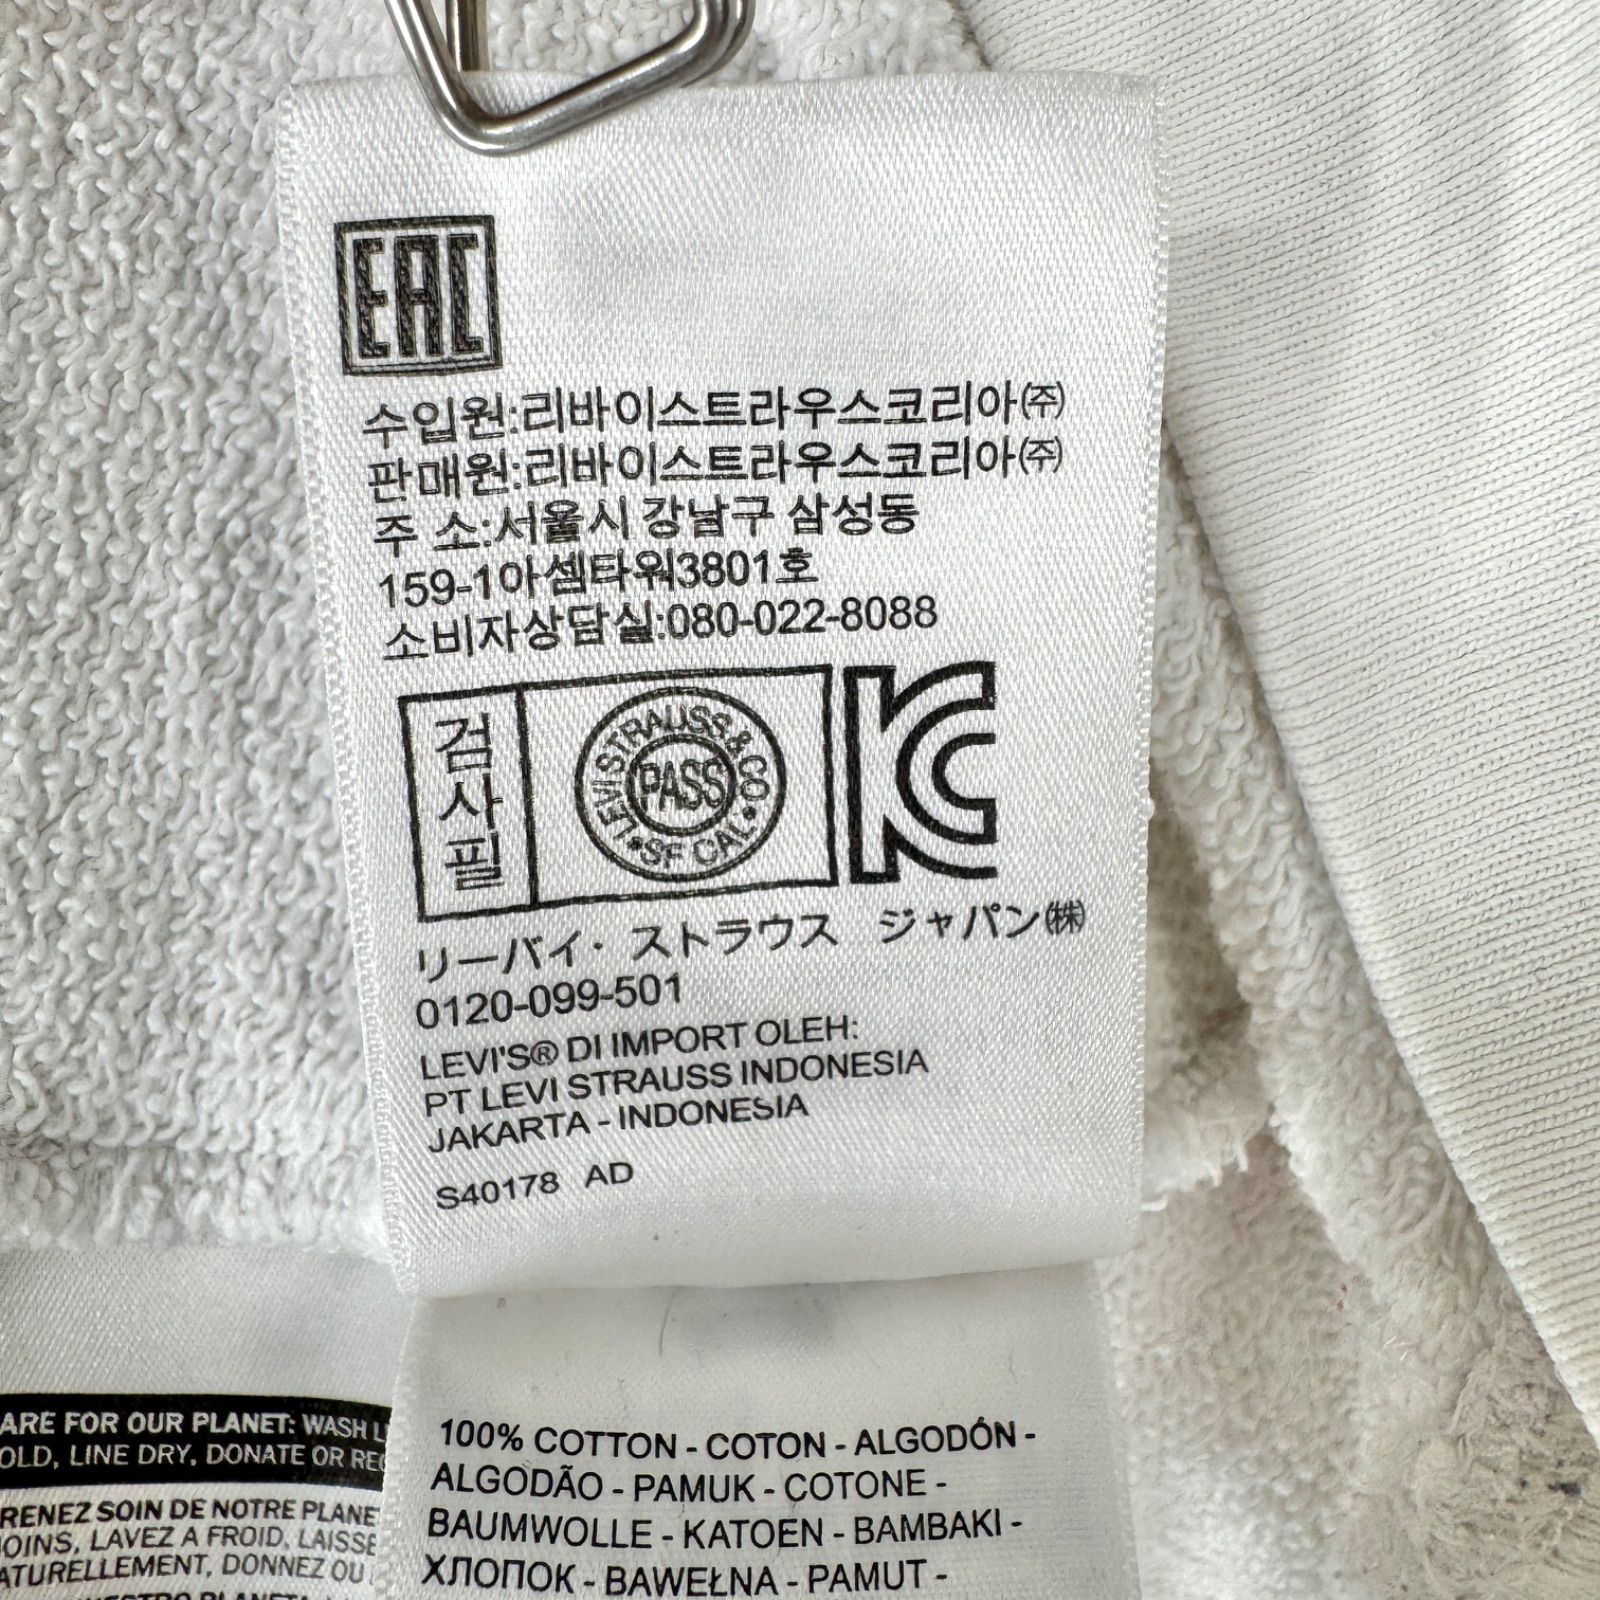 EAC
수입원:리바이스트라우스코리아㈜
판매원:리바이스트라우스코리아㈜
주 소:서울시 강남구 삼성동
159-1아셈타워3801호
소비자상담실:080-022-8088
검사필
LEVI STRAUSS & CO
PASS
SF CAL
KC
リーバイ・ストラウス ジャパン㈱
0120-099-501
LEVI'S® DI IMPORT OLEH:
PT LEVI STRAUSS INDONESIA
JAKARTA - INDONESIA
S40178 AD
ARE FOR OUR PLANET: WASH L
OLD, LINE DRY, DONATE OR REC
RENEZ SOIN DE NOTRE PLANE
OINS, LAVEZ A FROID, LAISSE
ATURELLEMENT, DONNEZ OU
100% COTTON - COTON - ALGODÓN -
ALGODÃO - PAMUK - COTONE -
BAUMWOLLE - KATOEN - BAMBAKI -
ХЛОПОК - BAWEŁNA - PAMUT -